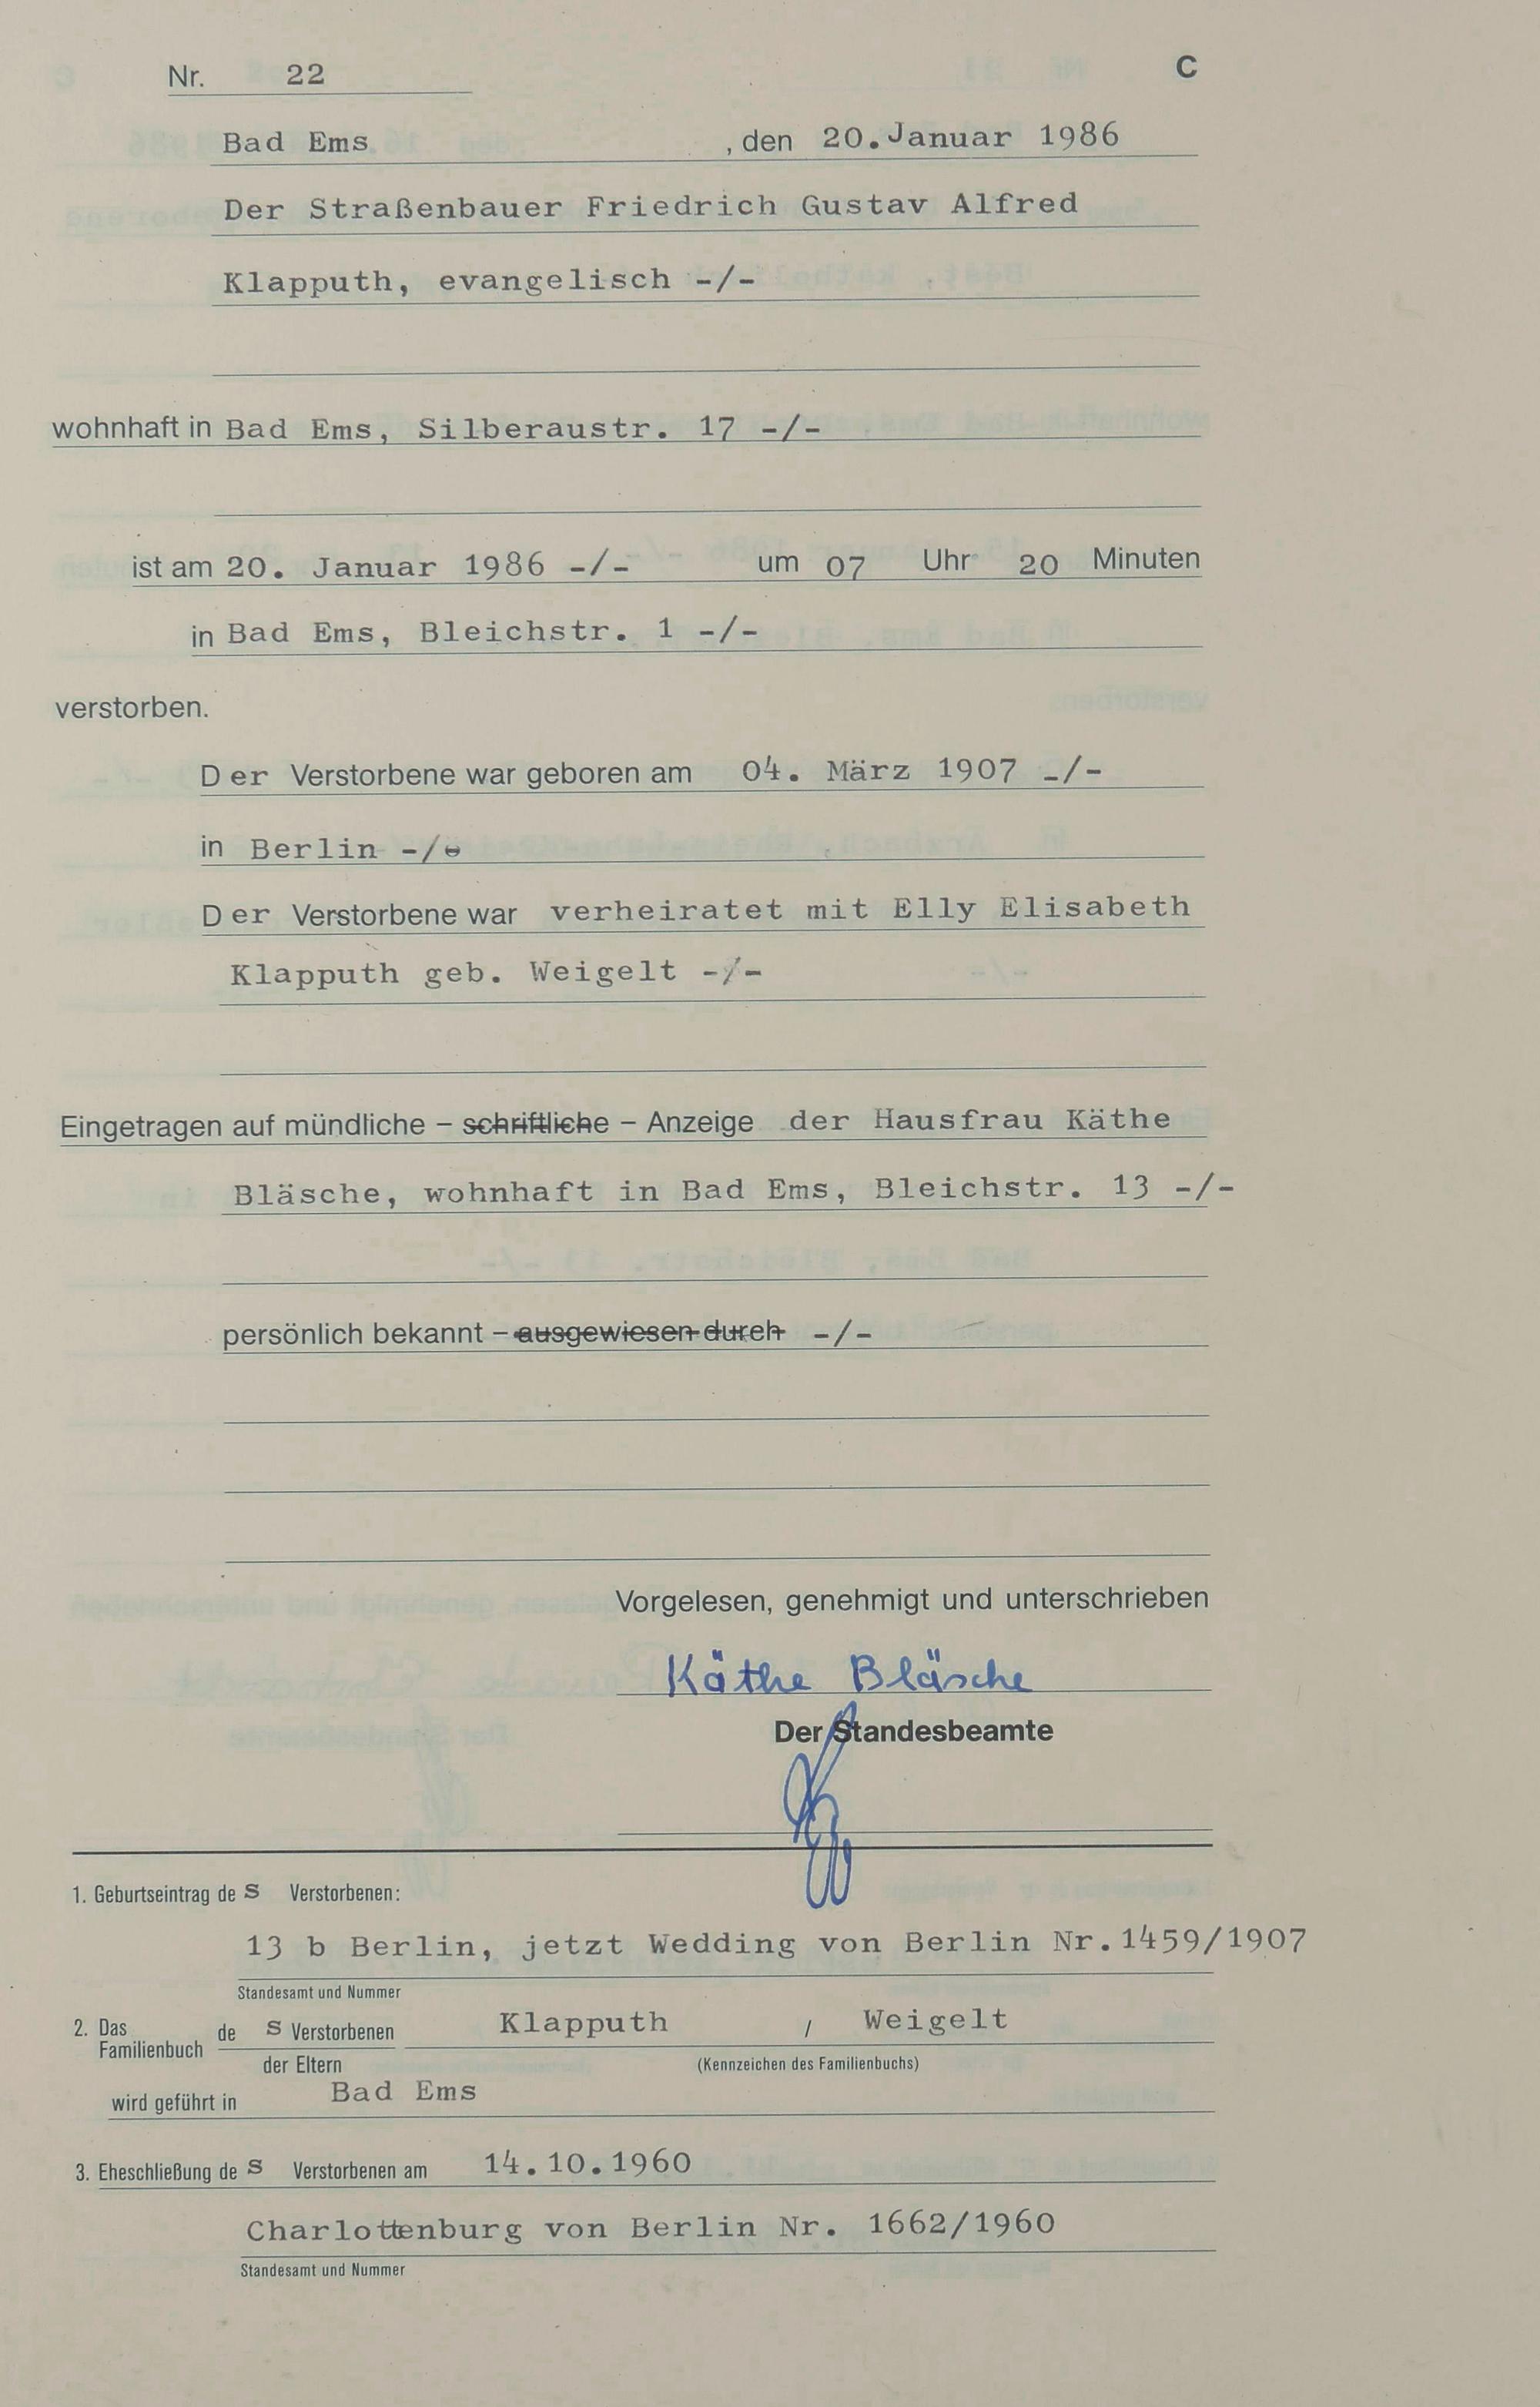 Nr. 22 C
Bad Ems , den 20.Januar 1986
Der Straßenbauer Friedrich Gustav Alfred
Klapputh, evangelisch -/-
wohnhaft in Bad Ems, Silberaustr. 17 -/-
ist am 20. Januar 1986 -/- um 07 Uhr 20 Minuten
in Bad Ems, Bleichstr. 1 -/-
verstorben.
Der Verstorbene war geboren am 04. März 1907 -/-
in Berlin -/-
Der Verstorbene war verheiratet mit Elly Elisabeth
Klapputh geb. Weigelt -/-
Eingetragen auf mündliche – schriftliche – Anzeige der Hausfrau Käthe
Bläsche, wohnhaft in Bad Ems, Bleichstr. 13 -/-
persönlich bekannt – ausgewiesen durch -/-
Vorgelesen, genehmigt und unterschrieben
Käthe Bläsche
Der Standesbeamte
1. Geburtseintrag de s Verstorbenen:
13 b Berlin, jetzt Wedding von Berlin Nr.1459/1907
Standesamt und Nummer
2. Das Familienbuch de s Verstorbenen Klapputh / Weigelt
der Eltern (Kennzeichen des Familienbuchs)
wird geführt in Bad Ems
3. Eheschließung de s Verstorbenen am 14.10.1960
Charlottenburg von Berlin Nr. 1662/1960
Standesamt und Nummer